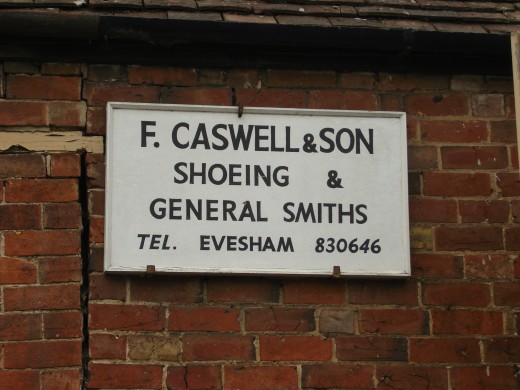 F. CASWELL & SON
SHOEING &
GENERAL SMITHS
TEL. EVESHAM 830646